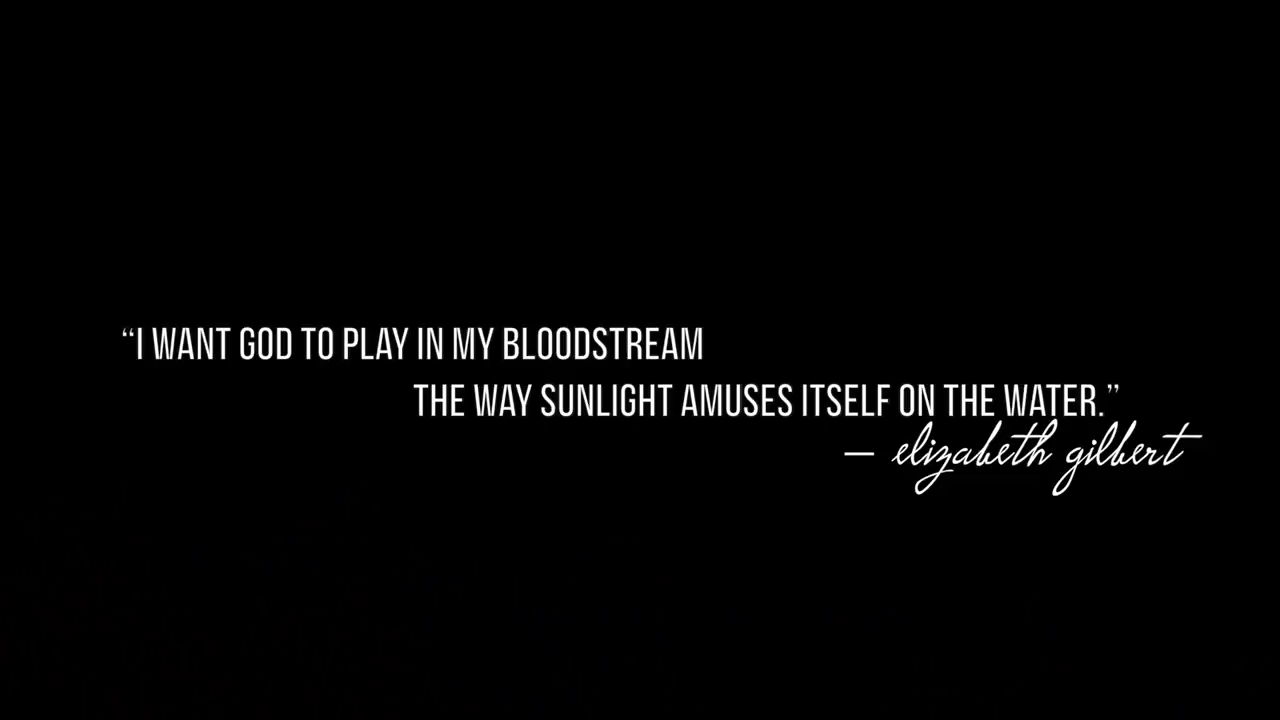 “I WANT GOD TO PLAY IN MY BLOODSTREAM
THE WAY SUNLIGHT AMUSES ITSELF ON THE WATER.”
— elizabeth gilbert